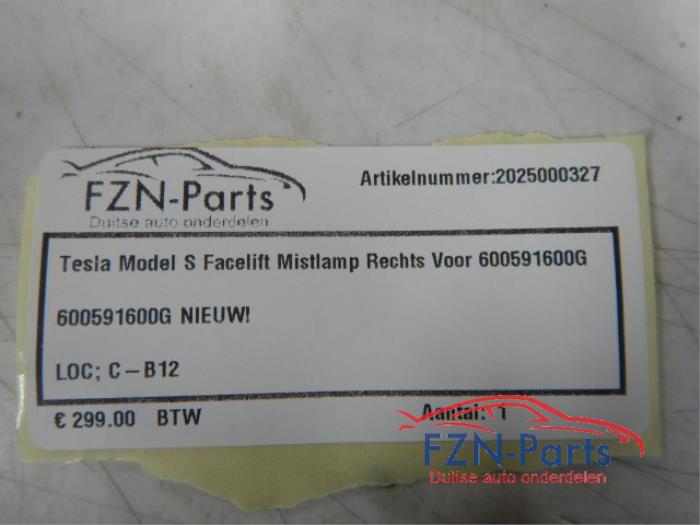 FZN-Parts
Duitse auto onderdelen
Artikelnummer:2025000327
Tesla Model S Facelift Mistlamp Rechts Voor 600591600G
600591600G NIEUW!
LOC; C-B12
€ 299.00 BTW
Aantal: 1
FZN-Parts
Duitse auto onderdelen